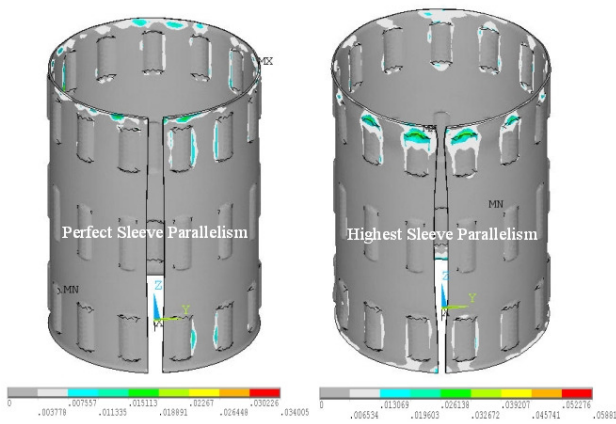 MX
MN
Perfect Sleeve Parallelism
Highest Sleeve Parallelism
MN
Z
Y
Z
Y
0 .007557 .015113 .02267 .030226
.003778 .011335 .018891 .026448 .034005
0 .013069 .026138 .039207 .052276
.006534 .019603 .032672 .045741